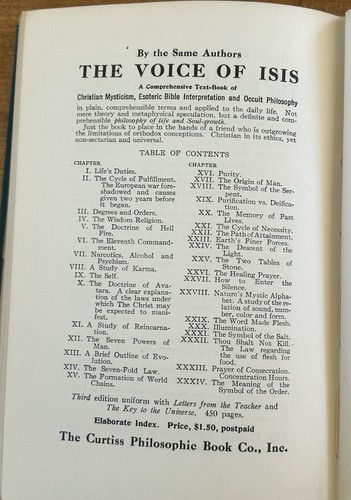 By the Same Authors
THE VOICE OF ISIS
A Comprehensive Text-Book of
Christian Mysticism, Esoteric Bible Interpretation and Occult Philosophy
in plain, comprehensible terms and applied to the daily life. Not
mere theory and metaphysical speculation, but a definite and com-
prehensible philosophy of life and Soul-growth.
Just the book to place in the hands of a friend who is outgrowing
the limitations of orthodox conceptions. Christian in its ethics, yet
non-sectarian and universal.
TABLE OF CONTENTS
CHAPTER
I. Life's Duties.
II. The Cycle of Fulfillment.
The European war fore-
shadowed and causes
given two years before
it began.
III. Degrees and Orders.
IV. The Wisdom Religion.
V. The Doctrine of Hell
Fire.
VI. The Eleventh Command-
ment.
VII. Narcotics, Alcohol and
Psychism.
VIII. A Study of Karma.
IX. The Self.
X. The Doctrine of Ava-
tara. A clear explana-
tion of the laws under
which The Christ may
be expected to mani-
fest.
XI. A Study of Reincarna-
tion.
XII. The Seven Powers of
Man.
XIII. A Brief Outline of Evo-
lution.
XIV. The Seven-Fold Law.
XV. The Formation of World
Chains.
CHAPTER
XVI. Purity.
XVII. The Origin of Man.
XVIII. The Symbol of the Ser-
pent.
XIX. Purification vs. Deifica-
tion.
XX. The Memory of Past
Lives.
XXI. The Cycle of Necessity.
XXII. The Path of Attainment.
XXIII. Earth's Finer Forces.
XXIV. The Descent of the
Light.
XXV. The Two Tables of
Stone.
XXVI. The Healing Prayer.
XXVII. How to Enter the
Silence.
XXVIII. Nature's Mystic Alpha-
bet. A study of the re-
lation of sound, num-
ber, color and form.
XXIX. The Word Made Flesh.
XXX. Illumination.
XXXI. The Symbol of the Salt.
XXXII. Thou Shalt Not Kill.
The Law regarding
the use of flesh for
food.
XXXIII. Prayer of Consecration.
Concentration Hours.
XXXIV. The Meaning of the
Symbol of the Order.
Third edition uniform with Letters from the Teacher and
The Key to the Universe. 450 pages.
Elaborate Index. Price, $1.50, postpaid
The Curtiss Philosophic Book Co., Inc.